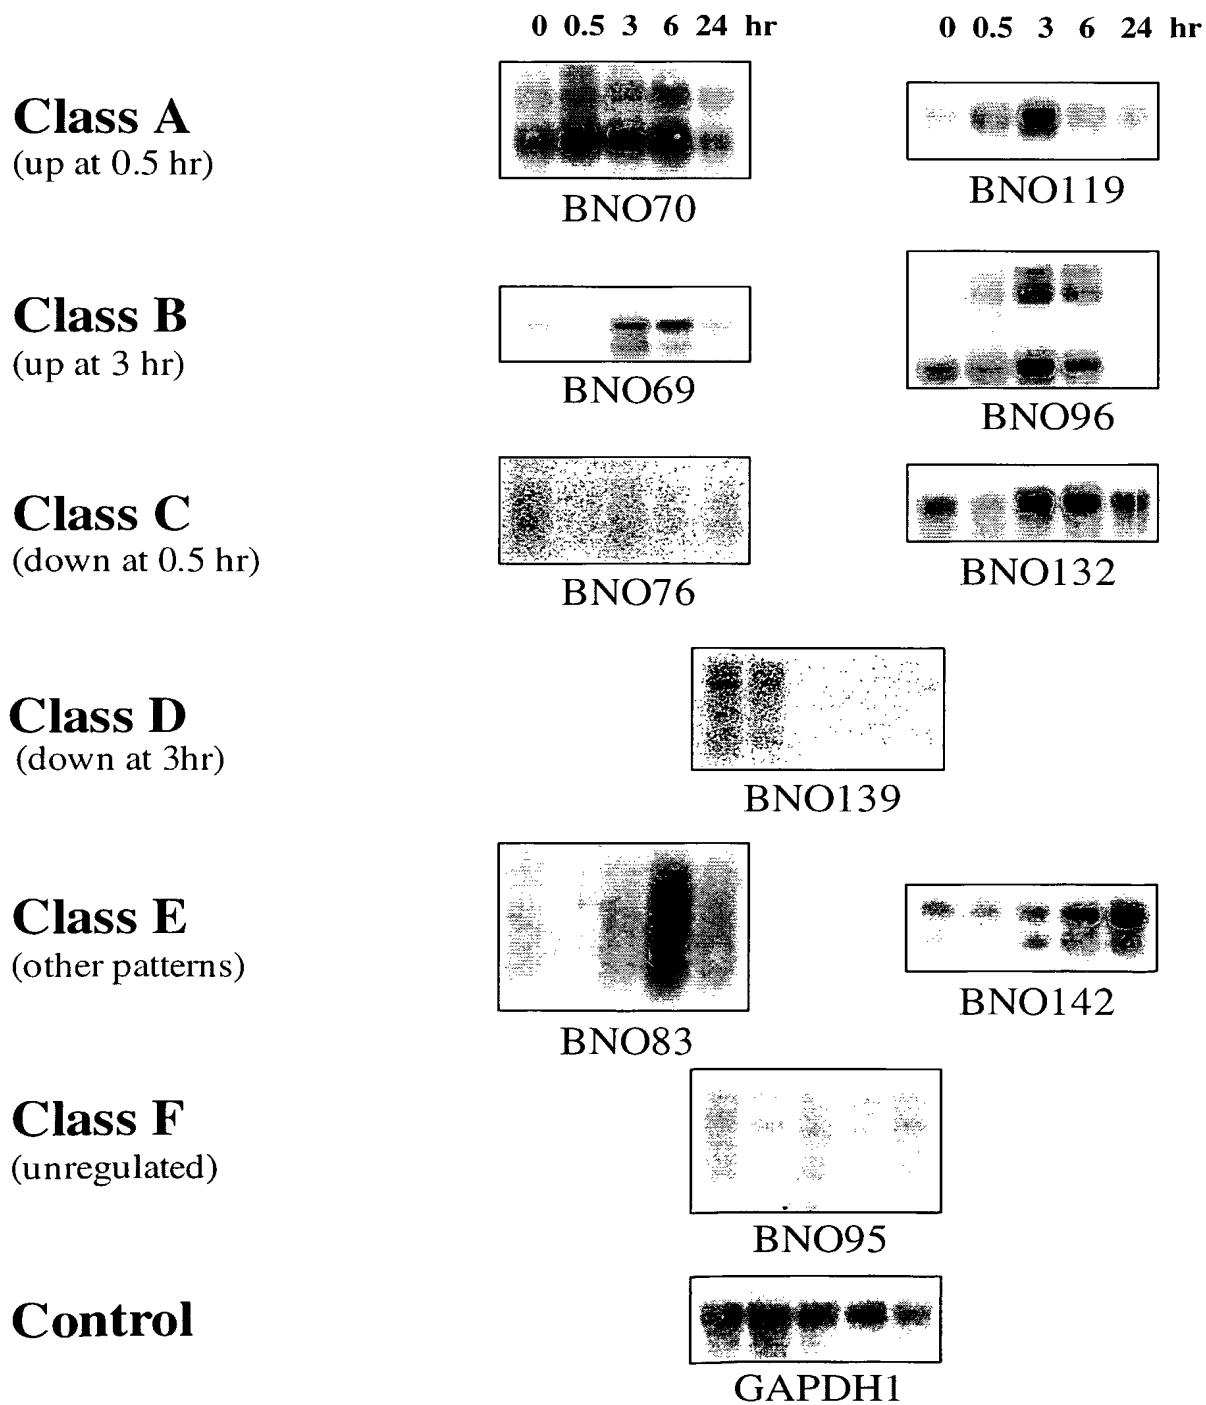 0 0.5 3 6 24 hr
0 0.5 3 6 24 hr
Class A
(up at 0.5 hr)
BNO70
BNO119
Class B
(up at 3 hr)
BNO69
BNO96
Class C
(down at 0.5 hr)
BNO76
BNO132
Class D
(down at 3hr)
BNO139
Class E
(other patterns)
BNO83
BNO142
Class F
(unregulated)
BNO95
Control
GAPDH1